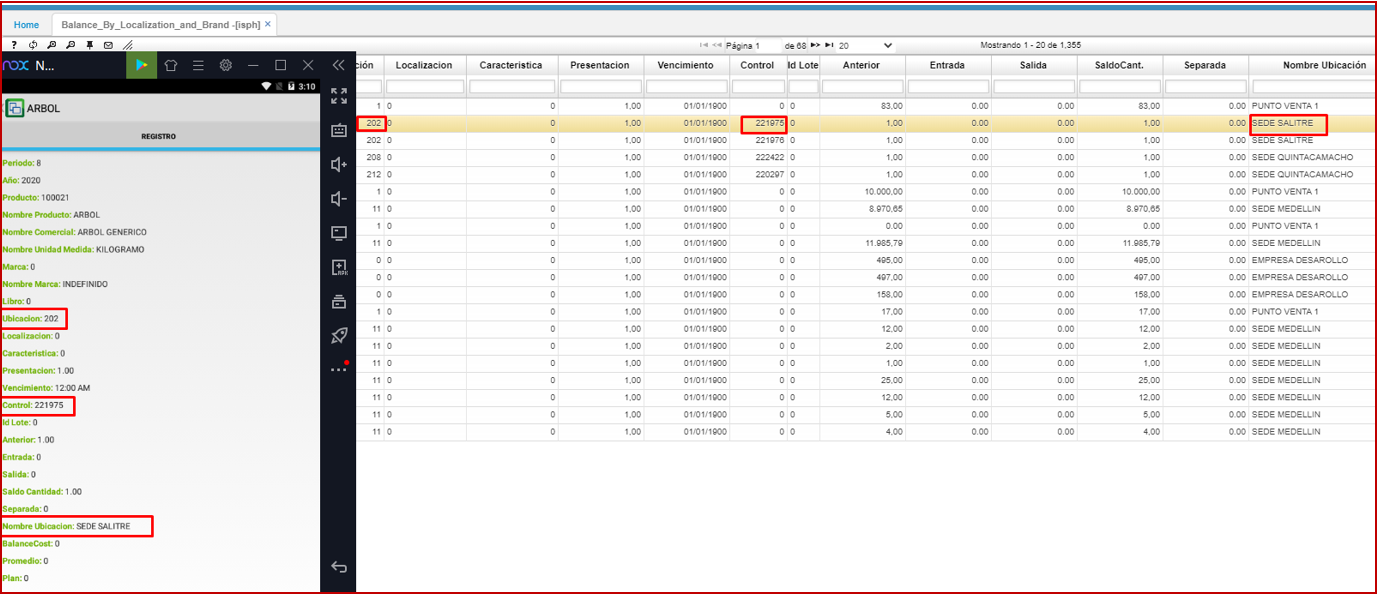 Home Balance_By_Localization_and_Brand -[isph] ×
? Página 1 de 68 20 Mostrando 1 - 20 de 1,355
nox N...
3:10
ARBOL
REGISTRO
Periodo: 8
Año: 2020
Producto: 100021
Nombre Producto: ARBOL
Nombre Comercial: ARBOL GENERICO
Nombre Unidad Medida: KILOGRAMO
Marca: 0
Nombre Marca: INDEFINIDO
Libro: 0
Ubicacion: 202
Localizacion: 0
Caracteristica: 0
Presentacion: 1.00
Vencimiento: 12:00 AM
Control: 221975
Id Lote: 0
Anterior: 1.00
Entrada: 0
Salida: 0
Saldo Cantidad: 1.00
Separada: 0
Nombre Ubicacion: SEDE SALITRE
BalanceCost: 0
Promedio: 0
Plan: 0
APK
ción Localizacion Caracteristica Presentacion Vencimiento Control Id Lote Anterior Entrada Salida SaldoCant. Separada Nombre Ubicación
1 0 0 1,00 01/01/1900 0 0 83,00 0.00 0.00 83,00 0.00 PUNTO VENTA 1
202 0 0 1,00 01/01/1900 221975 0 1,00 0.00 0.00 1,00 0.00 SEDE SALITRE
202 0 0 1,00 01/01/1900 221976 0 1,00 0.00 0.00 1,00 0.00 SEDE SALITRE
208 0 0 1,00 01/01/1900 222422 0 1,00 0.00 0.00 1,00 0.00 SEDE QUINTACAMACHO
212 0 0 1,00 01/01/1900 220297 0 1,00 0.00 0.00 1,00 0.00 SEDE QUINTACAMACHO
1 0 0 1,00 01/01/1900 0 0 10.000,00 0.00 0.00 10.000,00 0.00 PUNTO VENTA 1
11 0 0 1,00 01/01/1900 0 0 8.970,65 0.00 0.00 8.970,65 0.00 SEDE MEDELLIN
1 0 0 1,00 01/01/1900 0 0 0.00 0.00 0.00 0.00 0.00 PUNTO VENTA 1
11 0 0 1,00 01/01/1900 0 0 11.985,79 0.00 0.00 11.985,79 0.00 SEDE MEDELLIN
0 0 0 1,00 01/01/1900 0 0 495,00 0.00 0.00 495,00 0.00 EMPRESA DESAROLLO
0 0 0 1,00 01/01/1900 0 0 497,00 0.00 0.00 497,00 0.00 EMPRESA DESAROLLO
0 0 0 1,00 01/01/1900 0 0 158,00 0.00 0.00 158,00 0.00 EMPRESA DESAROLLO
1 0 0 1,00 01/01/1900 0 0 17,00 0.00 0.00 17,00 0.00 PUNTO VENTA 1
11 0 0 1,00 01/01/1900 0 0 12,00 0.00 0.00 12,00 0.00 SEDE MEDELLIN
11 0 0 1,00 01/01/1900 0 0 2,00 0.00 0.00 2,00 0.00 SEDE MEDELLIN
11 0 0 1,00 01/01/1900 0 0 1,00 0.00 0.00 1,00 0.00 SEDE MEDELLIN
11 0 0 1,00 01/01/1900 0 0 25,00 0.00 0.00 25,00 0.00 SEDE MEDELLIN
11 0 0 1,00 01/01/1900 0 0 12,00 0.00 0.00 12,00 0.00 SEDE MEDELLIN
11 0 0 1,00 01/01/1900 0 0 5,00 0.00 0.00 5,00 0.00 SEDE MEDELLIN
11 0 0 1,00 01/01/1900 0 0 4,00 0.00 0.00 4,00 0.00 SEDE MEDELLIN